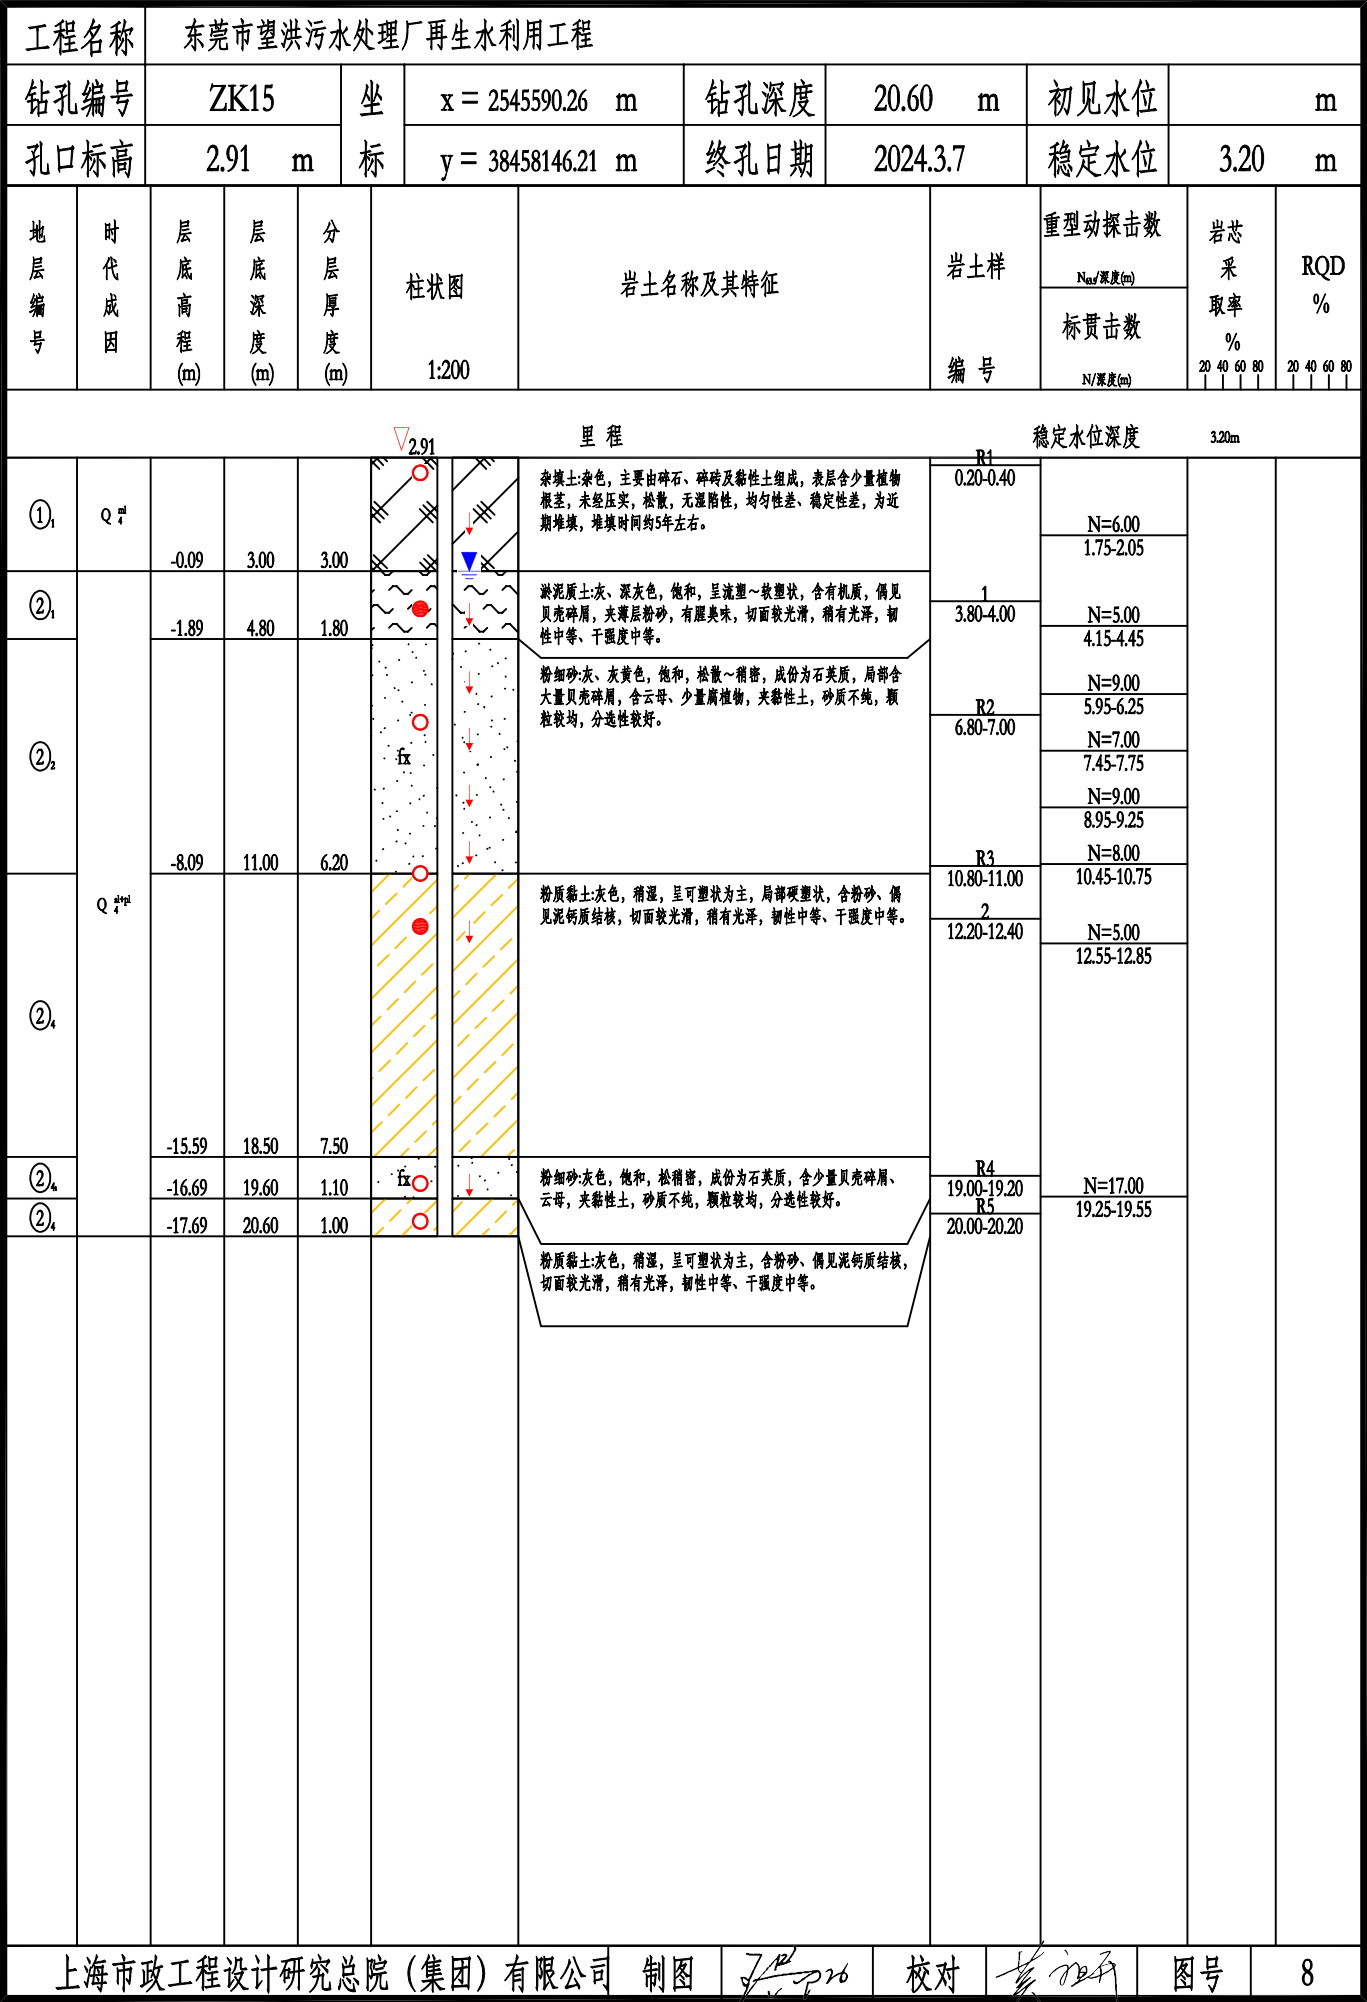 工程名称 东莞市望洪污水处理厂再生水利用工程
钻孔编号 ZK15 坐 x = 2545590.26 m 钻孔深度 20.60 m 初见水位 m
孔口标高 2.91 m 标 y = 38458146.21 m 终孔日期 2024.3.7 稳定水位 3.20 m
地层编号 时代成因 层底高程(m) 层底深度(m) 分层厚度(m) 柱状图 1:200 岩土名称及其特征 岩土样 编号
重型动探击数
N63.5/深度(m)
标贯击数
N/深度(m)
岩芯采取率 %
20 40 60 80
RQD
%
20 40 60 80
2.91 里 程 稳定水位深度 3.20m
①1 Q4ml -0.09 3.00 3.00
杂填土:杂色，主要由碎石、碎砖及黏性土组成，表层含少量植物
根茎，未经压实，松散，无湿陷性，均匀性差、稳定性差，为近
期堆填，堆填时间约5年左右。
R1
0.20-0.40
N=6.00
1.75-2.05
②1 -1.89 4.80 1.80
淤泥质土:灰、深灰色，饱和，呈流塑～软塑状，含有机质，偶见
贝壳碎屑，夹薄层粉砂，有腥臭味，切面较光滑，稍有光泽，韧
性中等、干强度中等。
1
3.80-4.00
N=5.00
4.15-4.45
②2 -8.09 11.00 6.20
fx
粉细砂:灰、灰黄色，饱和，松散～稍密，成份为石英质，局部含
大量贝壳碎屑，含云母、少量腐植物，夹黏性土，砂质不纯，颗
粒较均，分选性较好。
R2
6.80-7.00
N=9.00
5.95-6.25
N=7.00
7.45-7.75
N=9.00
8.95-9.25
R3
10.80-11.00
N=8.00
10.45-10.75
Q4al+pl
②4 -15.59 18.50 7.50
粉质黏土:灰色，稍湿，呈可塑状为主，局部硬塑状，含粉砂、偶
见泥钙质结核，切面较光滑，稍有光泽，韧性中等、干强度中等。
2
12.20-12.40
N=5.00
12.55-12.85
②4a -16.69 19.60 1.10
fx
粉细砂:灰色，饱和，松稍密，成份为石英质，含少量贝壳碎屑、
云母，夹黏性土，砂质不纯，颗粒较均，分选性较好。
R4
19.00-19.20
N=17.00
19.25-19.55
②4 -17.69 20.60 1.00
R5
20.00-20.20
粉质黏土:灰色，稍湿，呈可塑状为主，含粉砂、偶见泥钙质结核，
切面较光滑，稍有光泽，韧性中等、干强度中等。
上海市政工程设计研究总院（集团）有限公司 制图 校对 图号 8